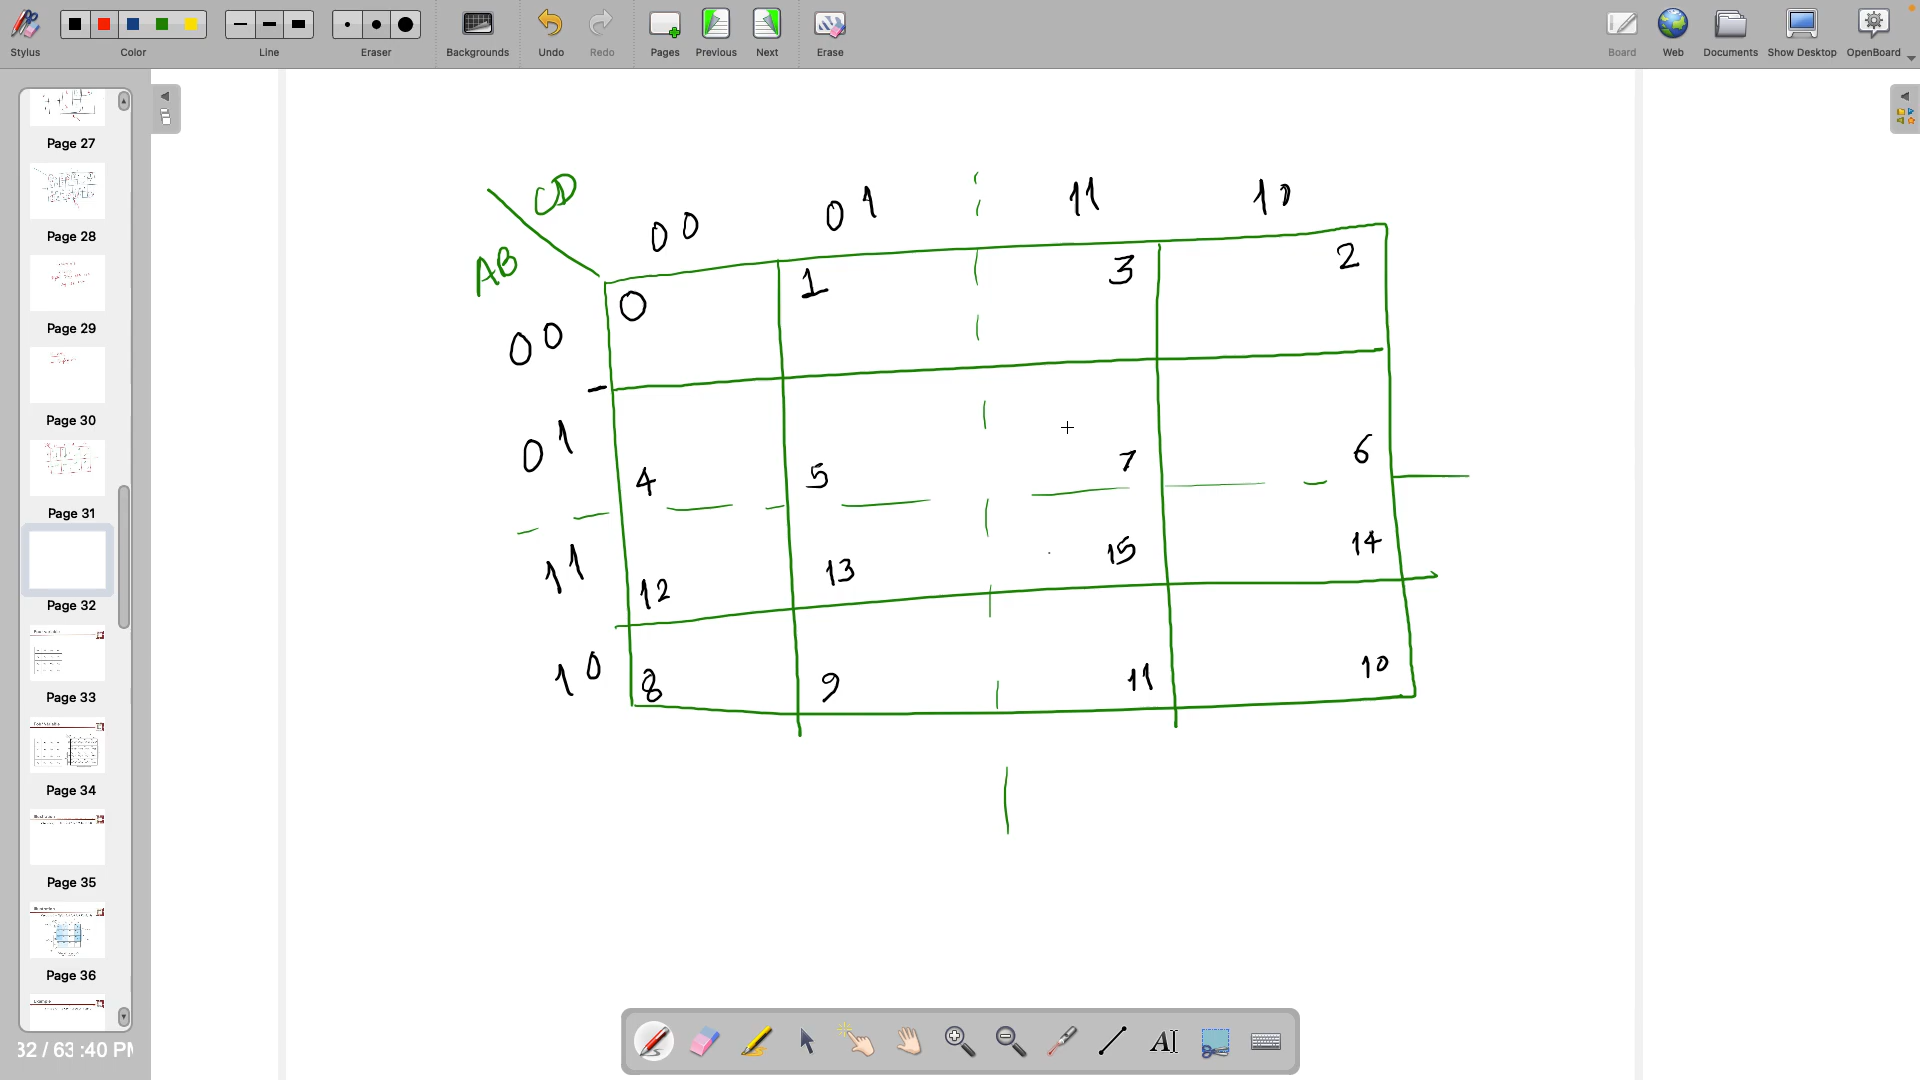 Stylus Color Line Eraser Backgrounds Undo Redo Pages Previous Next Erase Board Web Documents Show Desktop OpenBoard
Page 27
Page 28
Page 29
Page 30
Page 31
Page 32
Page 33
Page 34
Page 35
Page 36
32 / 63 :40 PM
CD
AB
00 01 11 10
00 0 1 3 2
01 4 5 7 6
11 12 13 15 14
10 8 9 11 10
AI